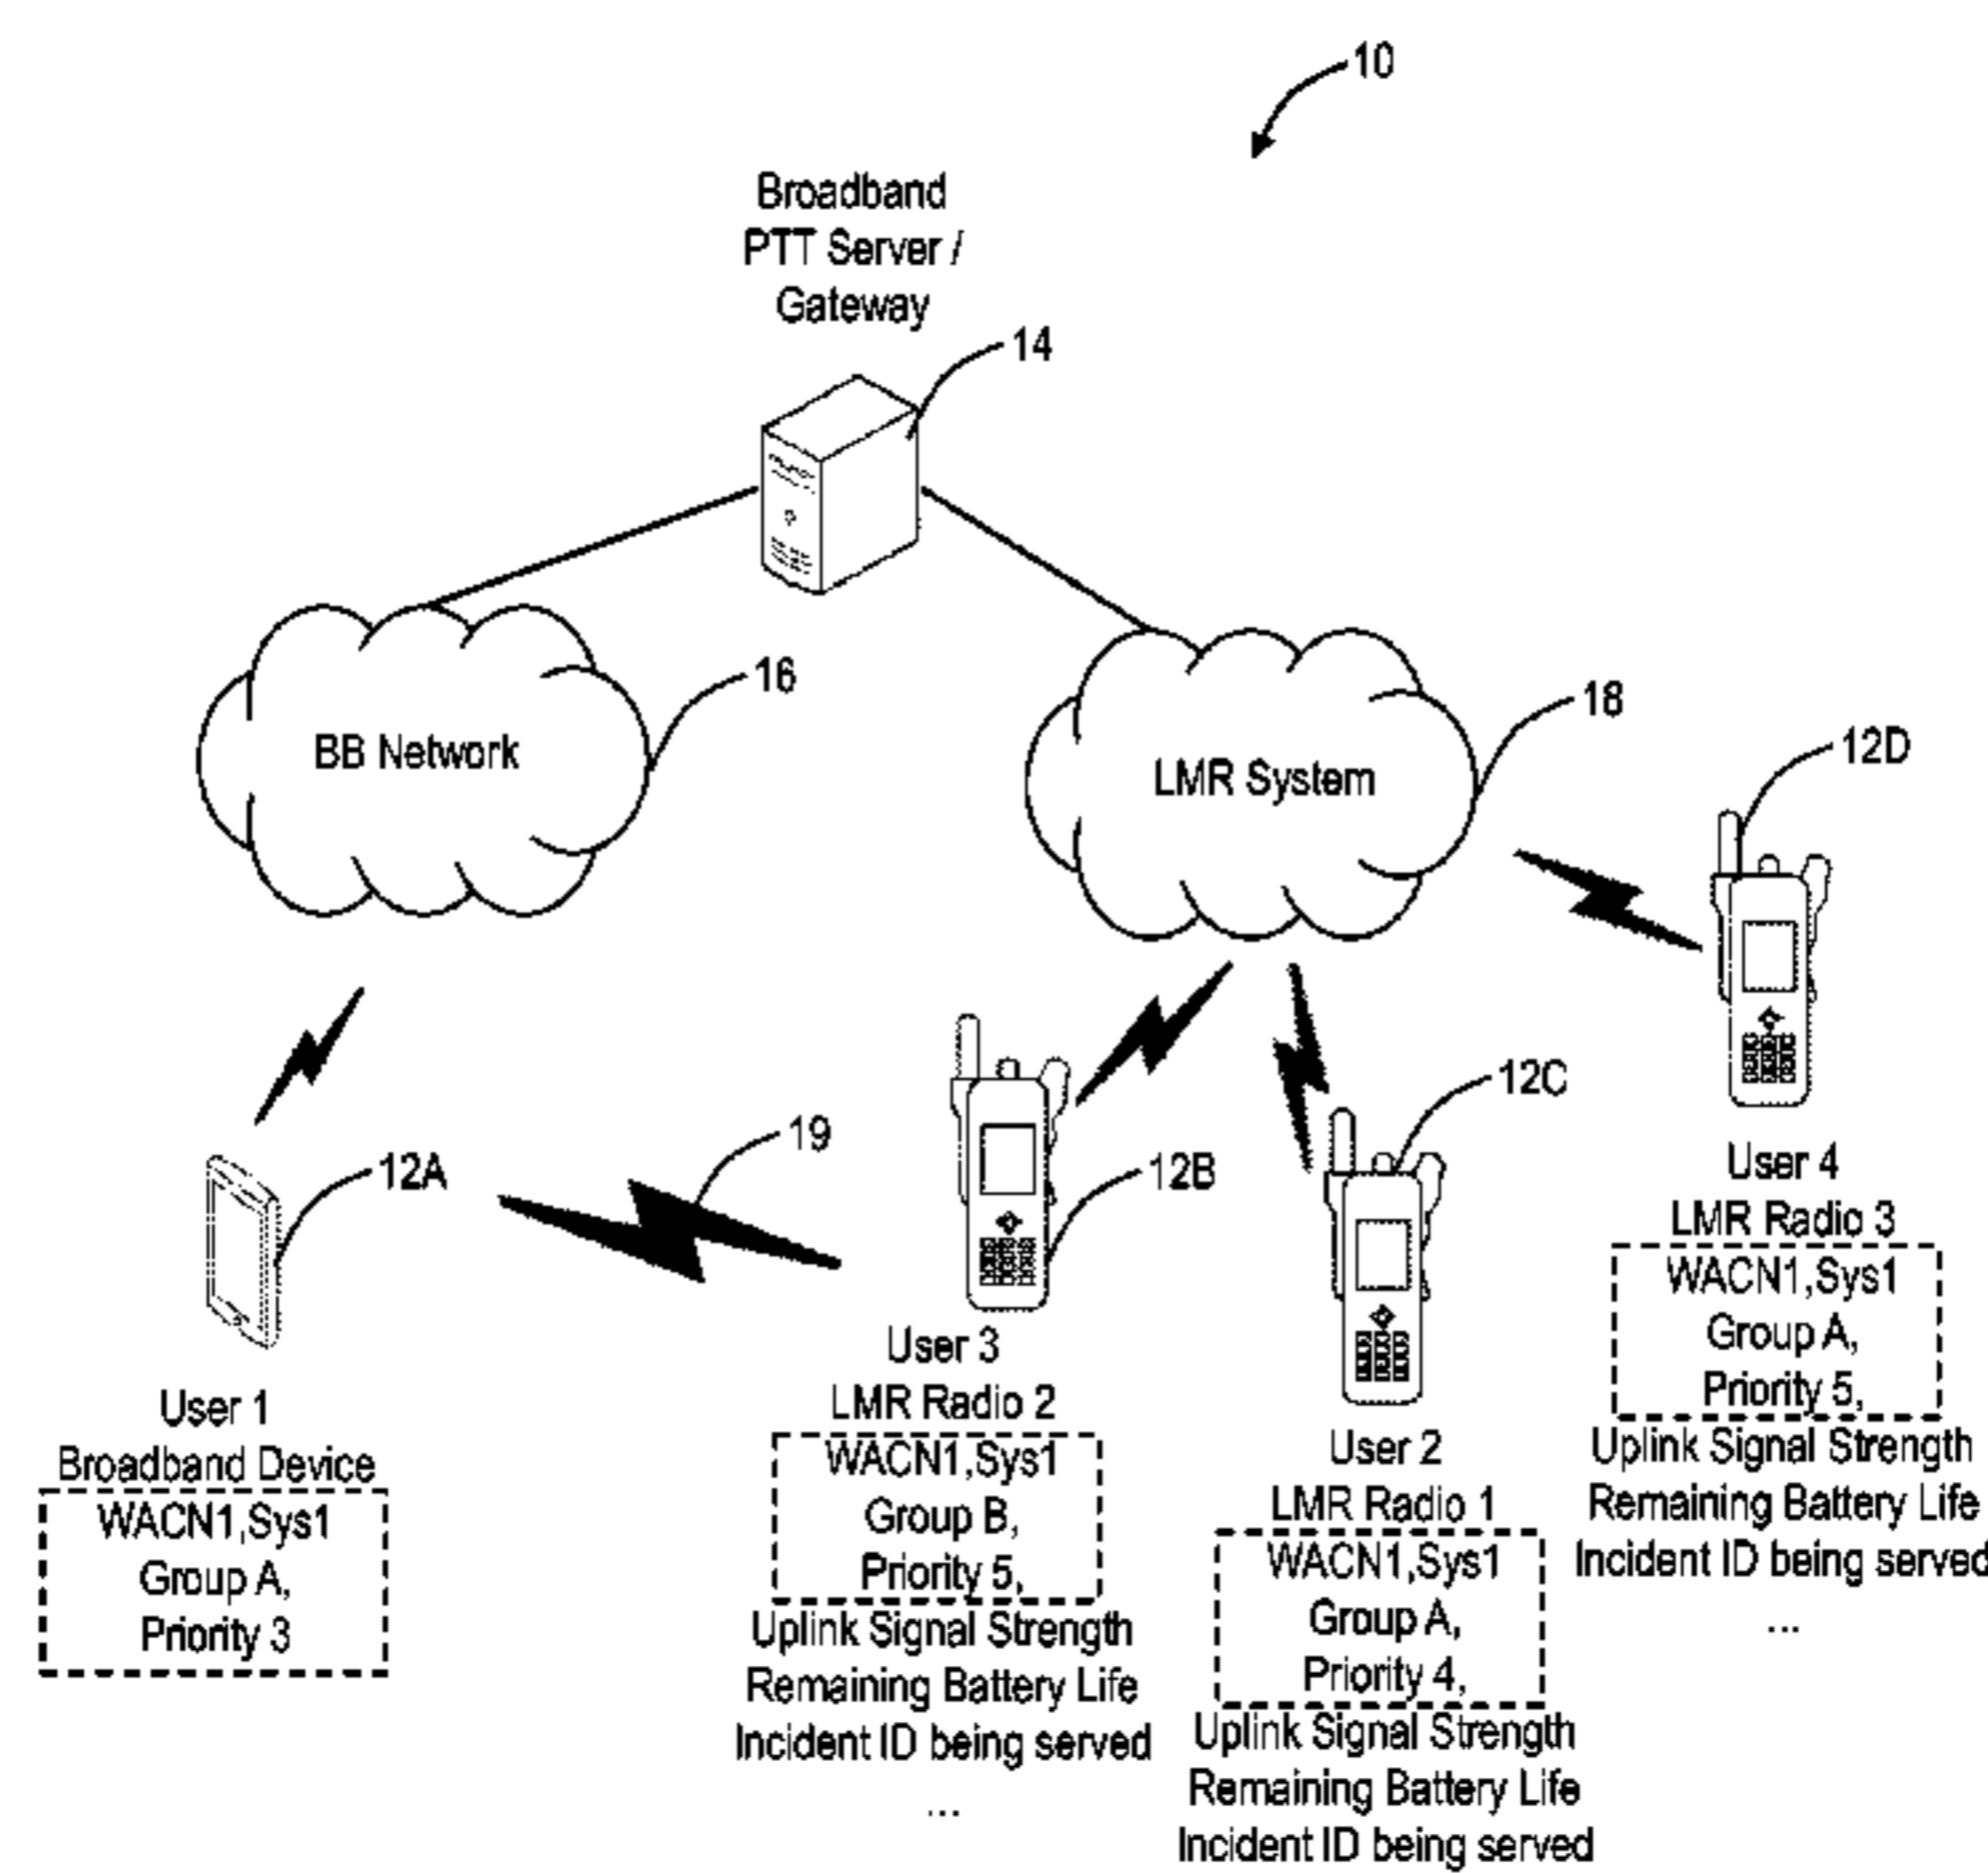 10
Broadband
PTT Server /
Gateway
14
16
BB Network
18
LMR System
12D
12C
19
12A
12B
User 4
LMR Radio 3
WACN1,Sys1
Group A,
Priority 5,
Uplink Signal Strength
Remaining Battery Life
Incident ID being served
...
User 3
LMR Radio 2
WACN1,Sys1
Group B,
Priority 5,
Uplink Signal Strength
Remaining Battery Life
Incident ID being served
...
User 1
Broadband Device
WACN1,Sys1
Group A,
Priority 3
User 2
LMR Radio 1
WACN1,Sys1
Group A,
Priority 4,
Uplink Signal Strength
Remaining Battery Life
Incident ID being served